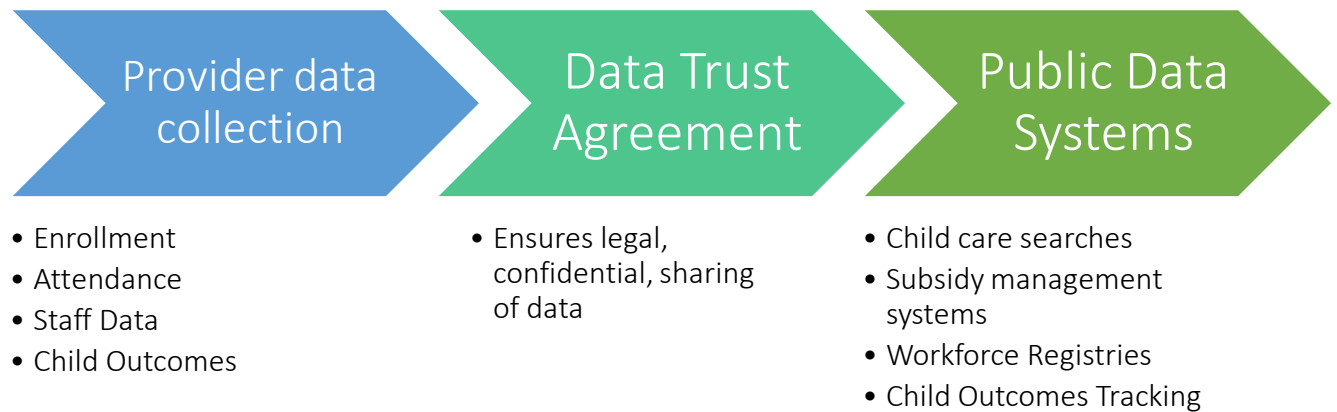 Provider data
collection
• Enrollment
• Attendance
• Staff Data
• Child Outcomes
Data Trust
Agreement
• Ensures legal,
confidential, sharing
of data
Public Data
Systems
• Child care searches
• Subsidy management
systems
• Workforce Registries
• Child Outcomes Tracking